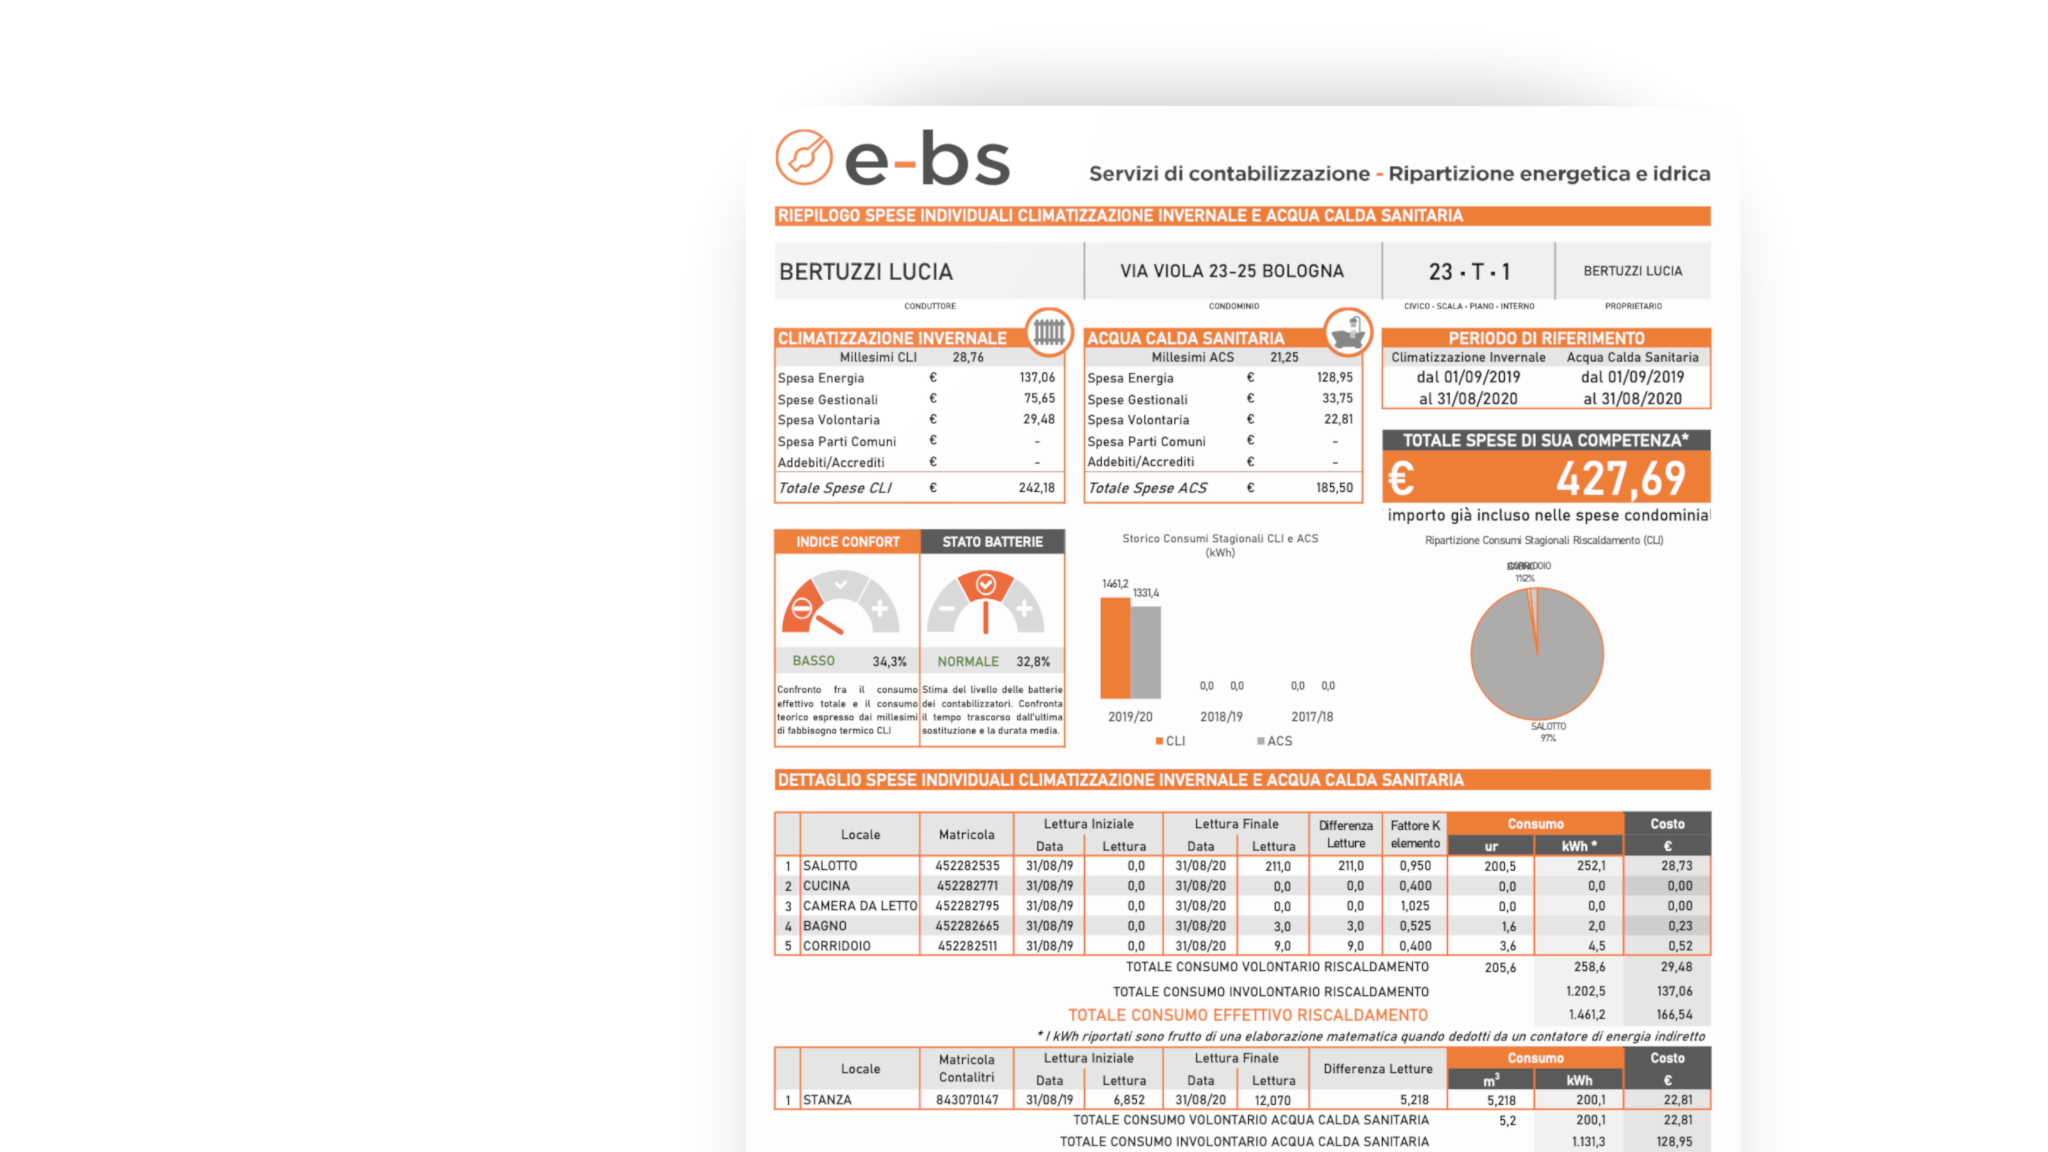 e-bs
Servizi di contabilizzazione - Ripartizione energetica e idrica
RIEPILOGO SPESE INDIVIDUALI CLIMATIZZAZIONE INVERNALE E ACQUA CALDA SANITARIA
BERTUZZI LUCIA VIA VIOLA 23-25 BOLOGNA 23 • T • 1 BERTUZZI LUCIA
CONDUTTORE CONDOMINIO CIVICO - SCALA - PIANO - INTERNO PROPRIETARIO
CLIMATIZZAZIONE INVERNALE
Millesimi CLI 28,76
Spesa Energia € 137,06
Spese Gestionali € 75,65
Spesa Volontaria € 29,48
Spesa Parti Comuni € -
Addebiti/Accrediti € -
Totale Spese CLI € 242,18
ACQUA CALDA SANITARIA
Millesimi ACS 21,25
Spesa Energia € 128,95
Spese Gestionali € 33,75
Spesa Volontaria € 22,81
Spesa Parti Comuni € -
Addebiti/Accrediti € -
Totale Spese ACS € 185,50
PERIODO DI RIFERIMENTO
Climatizzazione Invernale Acqua Calda Sanitaria
dal 01/09/2019 dal 01/09/2019
al 31/08/2020 al 31/08/2020
TOTALE SPESE DI SUA COMPETENZA*
€ 427,69
importo già incluso nelle spese condominial
INDICE CONFORT
BASSO 34,3%
Confronto fra il consumo
effettivo totale e il consumo
teorico espresso dai millesimi
di fabbisogno termico CLI
STATO BATTERIE
NORMALE 32,8%
Stima del livello delle batterie
dei contabilizzatori. Confronta
il tempo trascorso dall'ultima
sostituzione e la durata media.
Storico Consumi Stagionali CLI e ACS
(kWh)
1461,2
1331,4
0,0 0,0 0,0 0,0
2019/20 2018/19 2017/18
CLI ACS
Ripartizione Consumi Stagionali Riscaldamento (CLI)
CORRIDOIO
1% 2%
SALOTTO
97%
DETTAGLIO SPESE INDIVIDUALI CLIMATIZZAZIONE INVERNALE E ACQUA CALDA SANITARIA
Locale Matricola Lettura Iniziale Lettura Finale Differenza Letture Fattore K elemento Consumo Costo
Data Lettura Data Lettura ur kWh * €
1 SALOTTO 452282535 31/08/19 0,0 31/08/20 211,0 211,0 0,950 200,5 252,1 28,73
2 CUCINA 452282771 31/08/19 0,0 31/08/20 0,0 0,0 0,400 0,0 0,0 0,00
3 CAMERA DA LETTO 452282795 31/08/19 0,0 31/08/20 0,0 0,0 1,025 0,0 0,0 0,00
4 BAGNO 452282665 31/08/19 0,0 31/08/20 3,0 3,0 0,525 1,6 2,0 0,23
5 CORRIDOIO 452282511 31/08/19 0,0 31/08/20 9,0 9,0 0,400 3,6 4,5 0,52
TOTALE CONSUMO VOLONTARIO RISCALDAMENTO 205,6 258,6 29,48
TOTALE CONSUMO INVOLONTARIO RISCALDAMENTO 1.202,5 137,06
TOTALE CONSUMO EFFETTIVO RISCALDAMENTO 1.461,2 166,54
* I kWh riportati sono frutto di una elaborazione matematica quando dedotti da un contatore di energia indiretto
Locale Matricola Contalitri Lettura Iniziale Lettura Finale Differenza Letture Consumo Costo
Data Lettura Data Lettura m³ kWh €
1 STANZA 843070147 31/08/19 6,852 31/08/20 12,070 5,218 5,218 200,1 22,81
TOTALE CONSUMO VOLONTARIO ACQUA CALDA SANITARIA 5,2 200,1 22,81
TOTALE CONSUMO INVOLONTARIO ACQUA CALDA SANITARIA 1.131,3 128,95